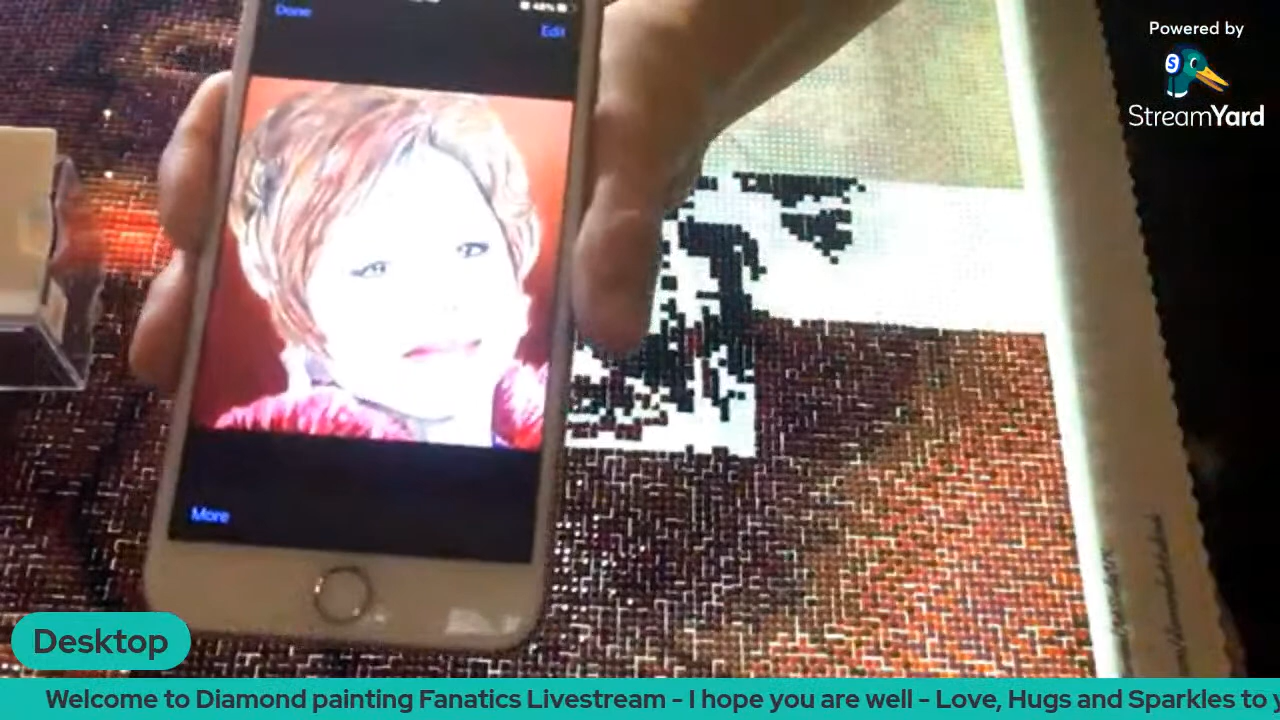 Powered by
StreamYard
Done
48%
Edit
More
Desktop
Welcome to Diamond painting Fanatics Livestream - I hope you are well - Love, Hugs and Sparkles to